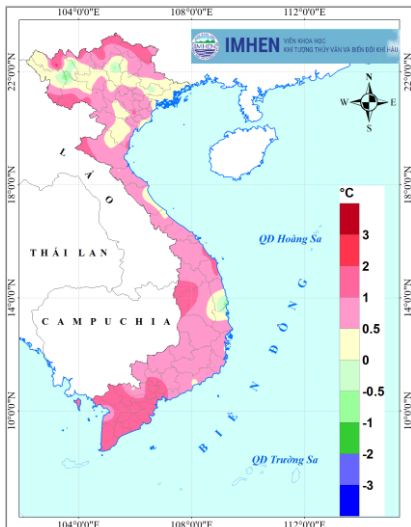 104°0'0"E
108°0'0"E
112°0'0"E
IMHEN
VIỆN KHOA HỌC
KHÍ TƯỢNG THỦY VĂN VÀ BIẾN ĐỔI KHÍ HẬU
IMHEN
22°0'0"N
22°0'0"N
N
W
E
S
LÀO
18°0'0"N
18°0'0"N
°C
3
2
1
0.5
0
-0.5
-1
-2
-3
QĐ Hoàng Sa
THÁI LAN
14°0'0"N
14°0'0"N
CAMPUCHIA
BIỂN ĐÔNG
10°0'0"N
10°0'0"N
QĐ Trường Sa
104°0'0"E
108°0'0"E
112°0'0"E